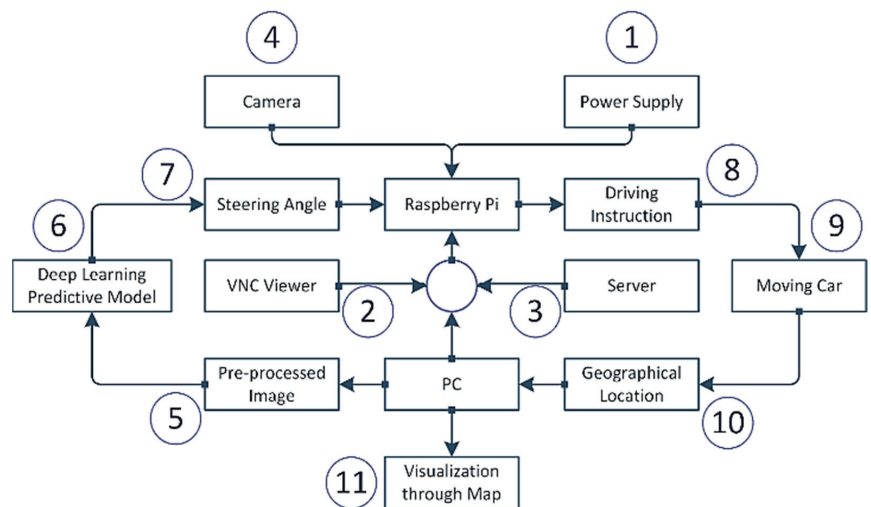 4
1
Camera
Power Supply
7
8
6
Steering Angle
Raspberry Pi
Driving
Instruction
9
Deep Learning
Predictive Model
VNC Viewer
2
3
Server
Moving Car
5
Pre-processed
Image
PC
Geographical
Location
10
11
Visualization
through Map